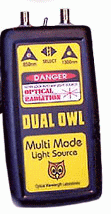 850nm SELECT 1300nm
DANGER
OPTICAL
RADIATION
DUAL OWL
Multi Mode
Light Source
Optical Wavelength Laboratories